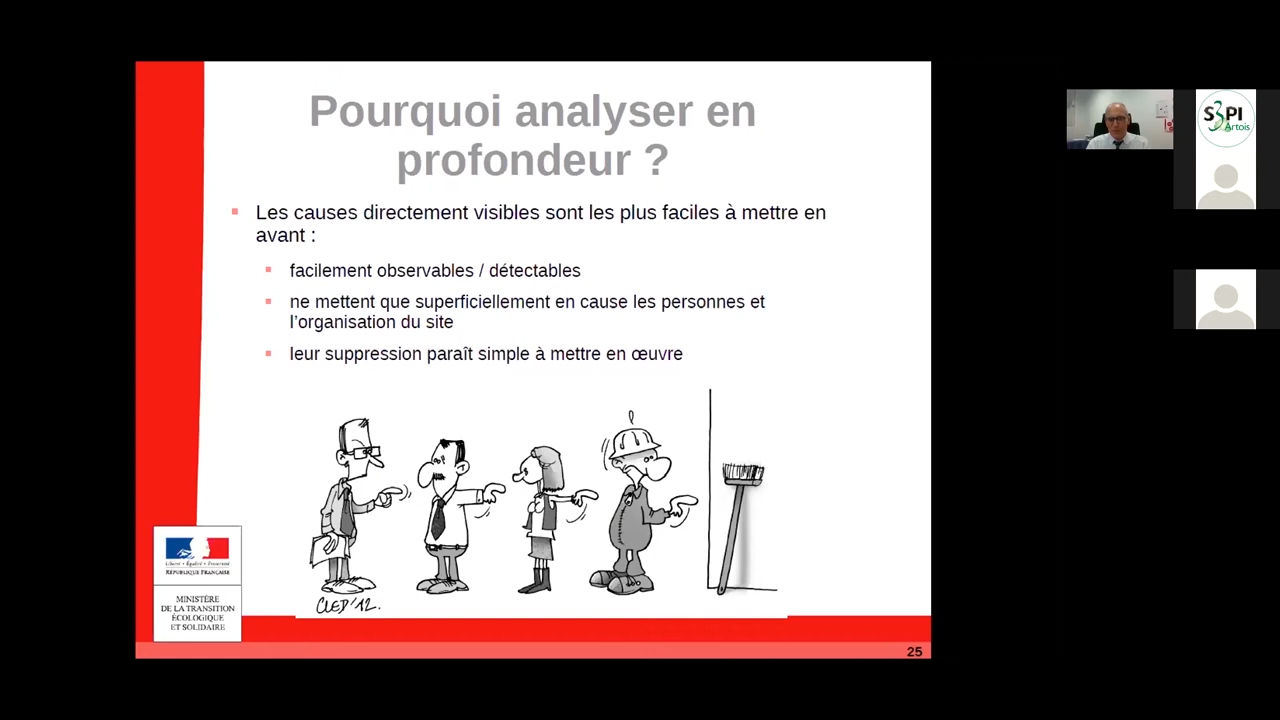 Pourquoi analyser en
profondeur ?
Les causes directement visibles sont les plus faciles à mettre en
avant :
facilement observables / détectables
ne mettent que superficiellement en cause les personnes et
l'organisation du site
leur suppression paraît simple à mettre en œuvre
CLED'12.
Liberté • Égalité • Fraternité
RÉPUBLIQUE FRANÇAISE
MINISTÈRE
DE LA TRANSITION
ÉCOLOGIQUE
ET SOLIDAIRE
25
S3PI
Artois